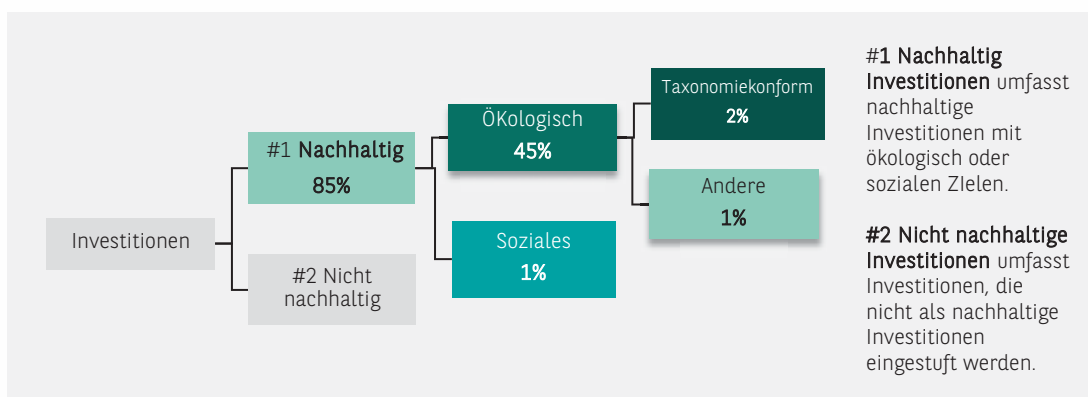 Investitionen
#1 Nachhaltig
85%
#2 Nicht
nachhaltig
ÖKologisch
45%
Soziales
1%
Taxonomiekonform
2%
Andere
1%
#1 Nachhaltig
Investitionen umfasst
nachhaltige
Investitionen mit
ökologisch oder
sozialen ZIelen.
#2 Nicht nachhaltige
Investitionen umfasst
Investitionen, die
nicht als nachhaltige
Investitionen
eingestuft werden.